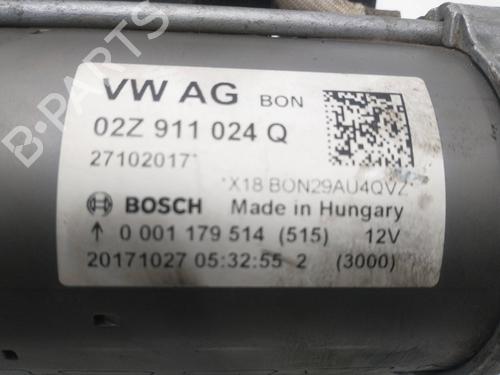 VW AG BON
02Z 911 024 Q
27102017*
*X18 BON29AU4QVZ*
BOSCH Made in Hungary
↑ 0 001 179 514 (515) 12V
20171027 05:32:55 2 (3000)
B-PARTS